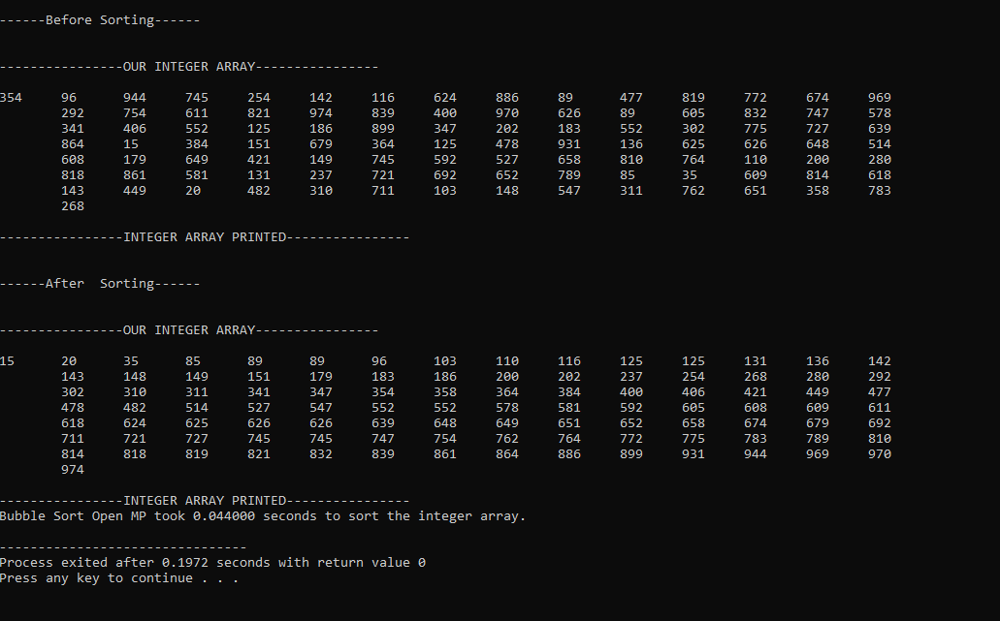 ------Before Sorting------
----------------OUR INTEGER ARRAY----------------
354 96 944 745 254 142 116 624 886 89 477 819 772 674 969
292 754 611 821 974 839 400 970 626 89 605 832 747 578
341 406 552 125 186 899 347 202 183 552 302 775 727 639
864 15 384 151 679 364 125 478 931 136 625 626 648 514
608 179 649 421 149 745 592 527 658 810 764 110 200 280
818 861 581 131 237 721 692 652 789 85 35 609 814 618
143 449 20 482 310 711 103 148 547 311 762 651 358 783
268
----------------INTEGER ARRAY PRINTED----------------
------After  Sorting------
----------------OUR INTEGER ARRAY----------------
15 20 35 85 89 89 96 103 110 116 125 125 131 136 142
143 148 149 151 179 183 186 200 202 237 254 268 280 292
302 310 311 341 347 354 358 364 384 400 406 421 449 477
478 482 514 527 547 552 552 578 581 592 605 608 609 611
618 624 625 626 626 639 648 649 651 652 658 674 679 692
711 721 727 745 745 747 754 762 764 772 775 783 789 810
814 818 819 821 832 839 861 864 886 899 931 944 969 970
974
----------------INTEGER ARRAY PRINTED----------------
Bubble Sort Open MP took 0.044000 seconds to sort the integer array.
--------------------------------
Process exited after 0.1972 seconds with return value 0
Press any key to continue . . .